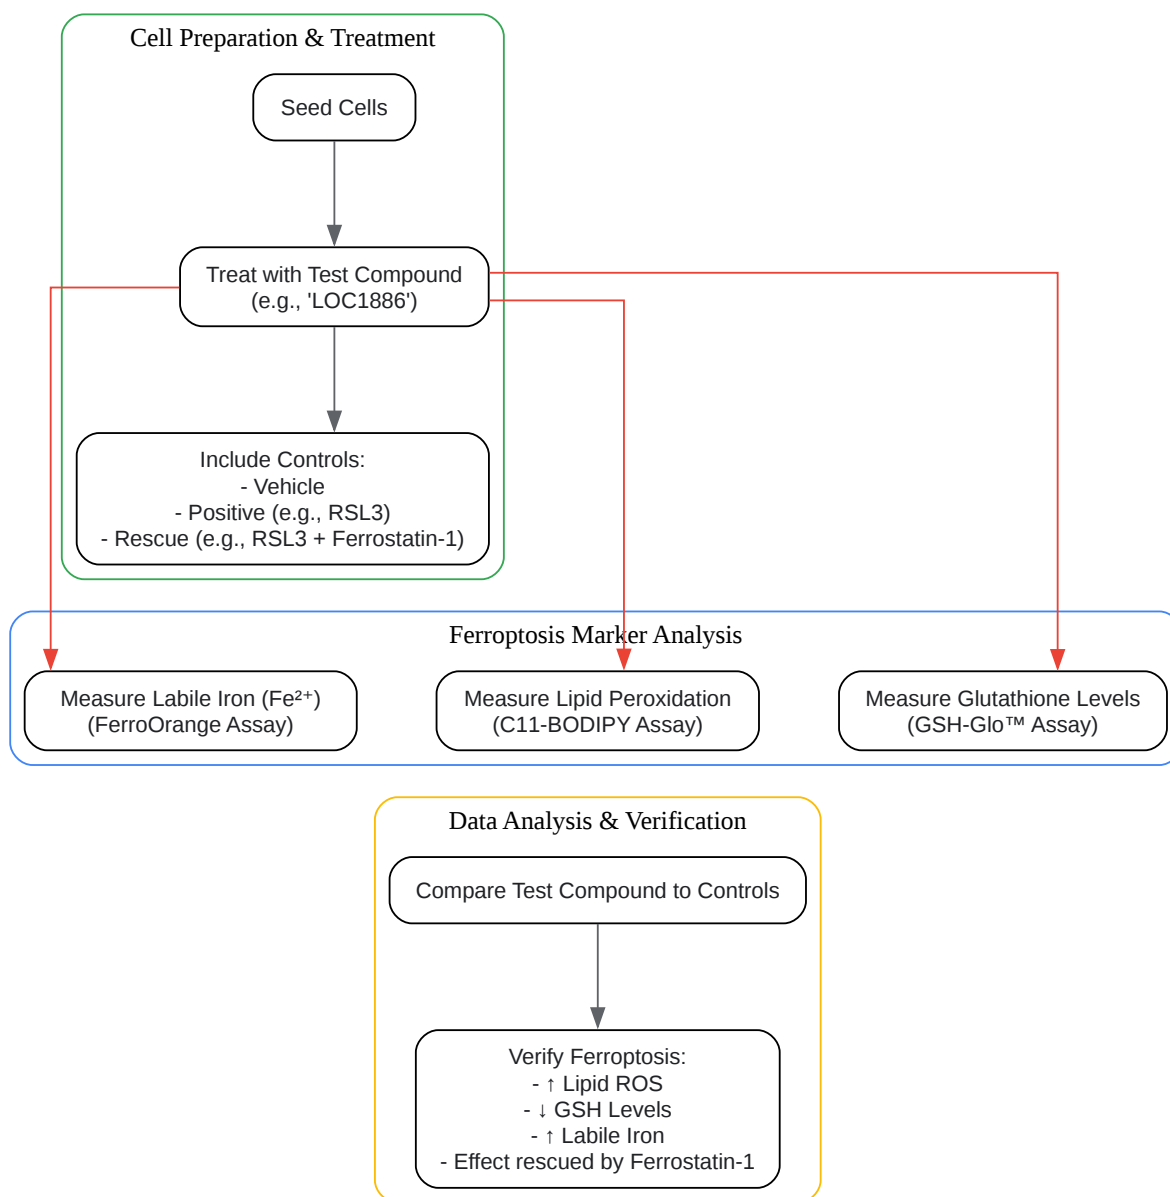 Cell Preparation & Treatment
Seed Cells
Treat with Test Compound
(e.g., 'LOC1886')
Include Controls:
- Vehicle
- Positive (e.g., RSL3)
- Rescue (e.g., RSL3 + Ferrostatin-1)
Ferroptosis Marker Analysis
Measure Labile Iron (Fe²⁺)
(FerroOrange Assay)
Measure Lipid Peroxidation
(C11-BODIPY Assay)
Measure Glutathione Levels
(GSH-Glo™ Assay)
Data Analysis & Verification
Compare Test Compound to Controls
Verify Ferroptosis:
- ↑ Lipid ROS
- ↓ GSH Levels
- ↑ Labile Iron
- Effect rescued by Ferrostatin-1